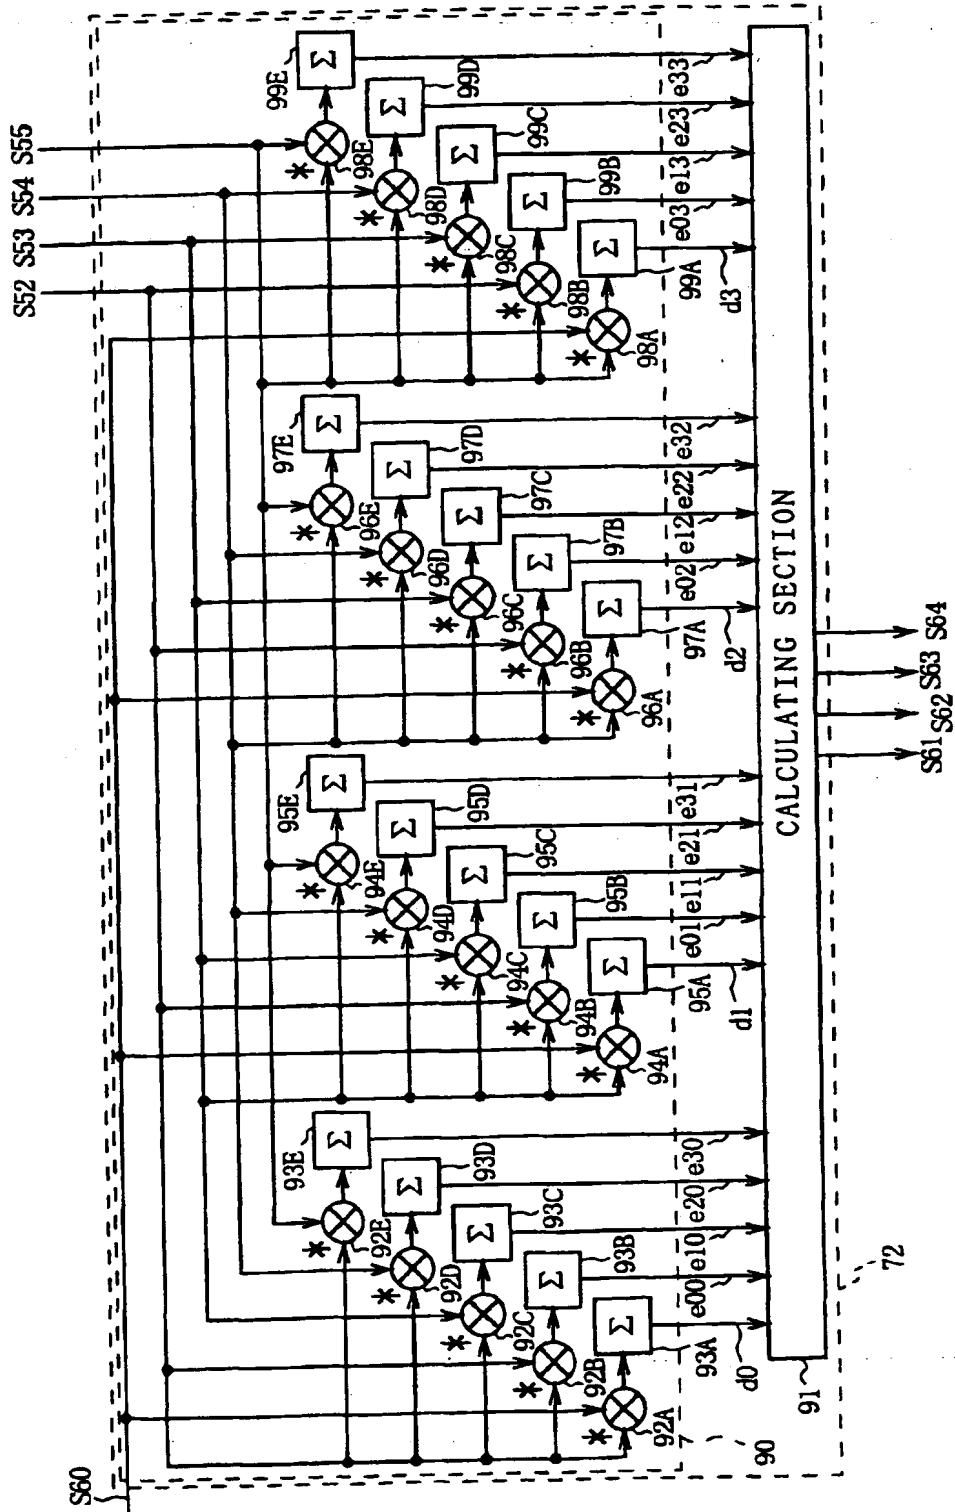 S55
S54
S53
S52
S60
99E
Σ
99D
Σ
99C
Σ
99B
Σ
99A
Σ
98E
*
98D
*
98C
*
98B
*
98A
*
e33
e23
e13
e03
d3
97E
Σ
97D
Σ
97C
Σ
97B
Σ
97A
Σ
96E
*
96D
*
96C
*
96B
*
96A
*
e32
e22
e12
e02
d2
95E
Σ
95D
Σ
95C
Σ
95B
Σ
95A
Σ
94E
*
94D
*
94C
*
94B
*
94A
*
e31
e21
e11
e01
d1
93E
Σ
93D
Σ
93C
Σ
93B
Σ
93A
Σ
92E
*
92D
*
92C
*
92B
*
92A
*
e30
e20
e10
e00
d0
CALCULATING SECTION
S64
S63
S62
S61
72
91
90